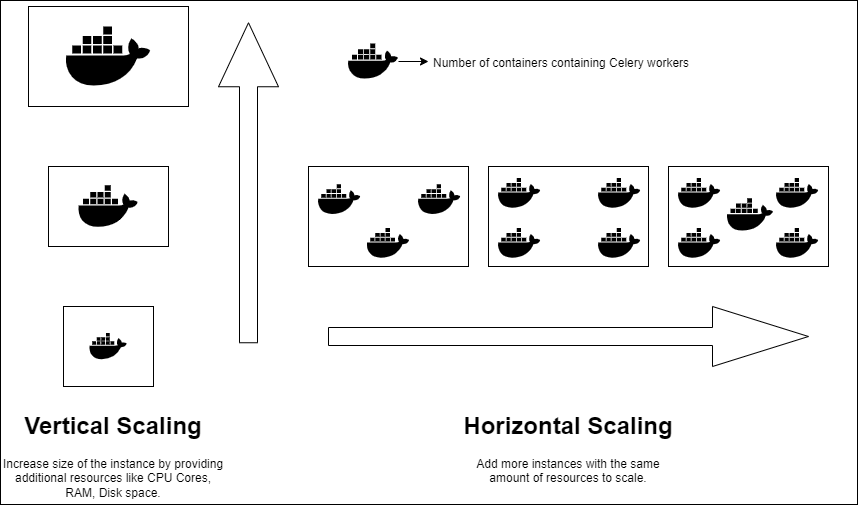 Number of containers containing Celery workers
Vertical Scaling
Increase size of the instance by providing
additional resources like CPU Cores,
RAM, Disk space.
Horizontal Scaling
Add more instances with the same
amount of resources to scale.